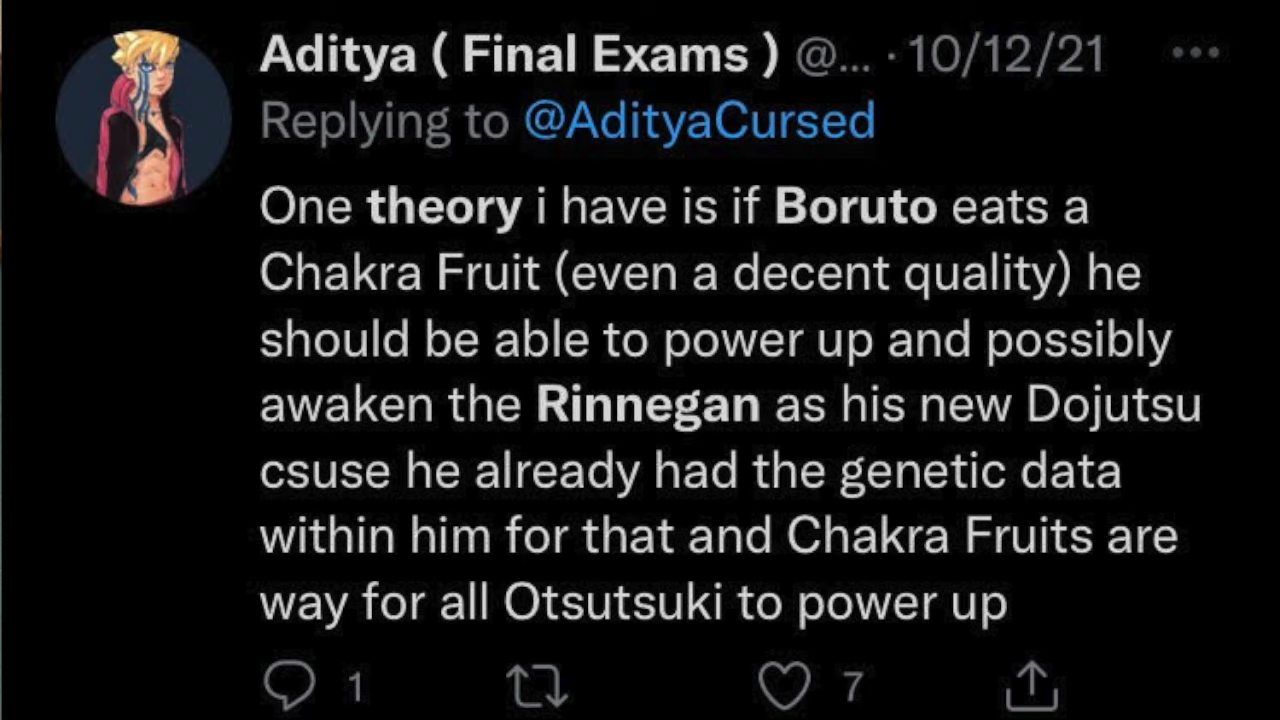 Aditya ( Final Exams ) @... · 10/12/21
Replying to @AdityaCursed
One theory i have is if Boruto eats a
Chakra Fruit (even a decent quality) he
should be able to power up and possibly
awaken the Rinnegan as his new Dojutsu
csuse he already had the genetic data
within him for that and Chakra Fruits are
way for all Otsutsuki to power up
1 7